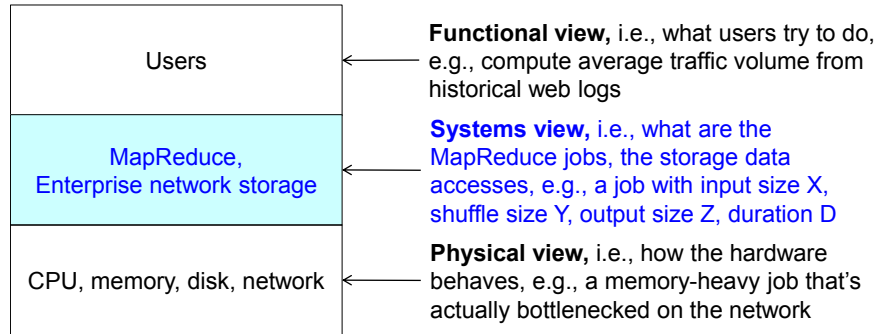 Users
Functional view, i.e., what users try to do,
e.g., compute average traffic volume from
historical web logs
MapReduce,
Enterprise network storage
Systems view, i.e., what are the
MapReduce jobs, the storage data
accesses, e.g., a job with input size X,
shuffle size Y, output size Z, duration D
CPU, memory, disk, network
Physical view, i.e., how the hardware
behaves, e.g., a memory-heavy job that's
actually bottlenecked on the network